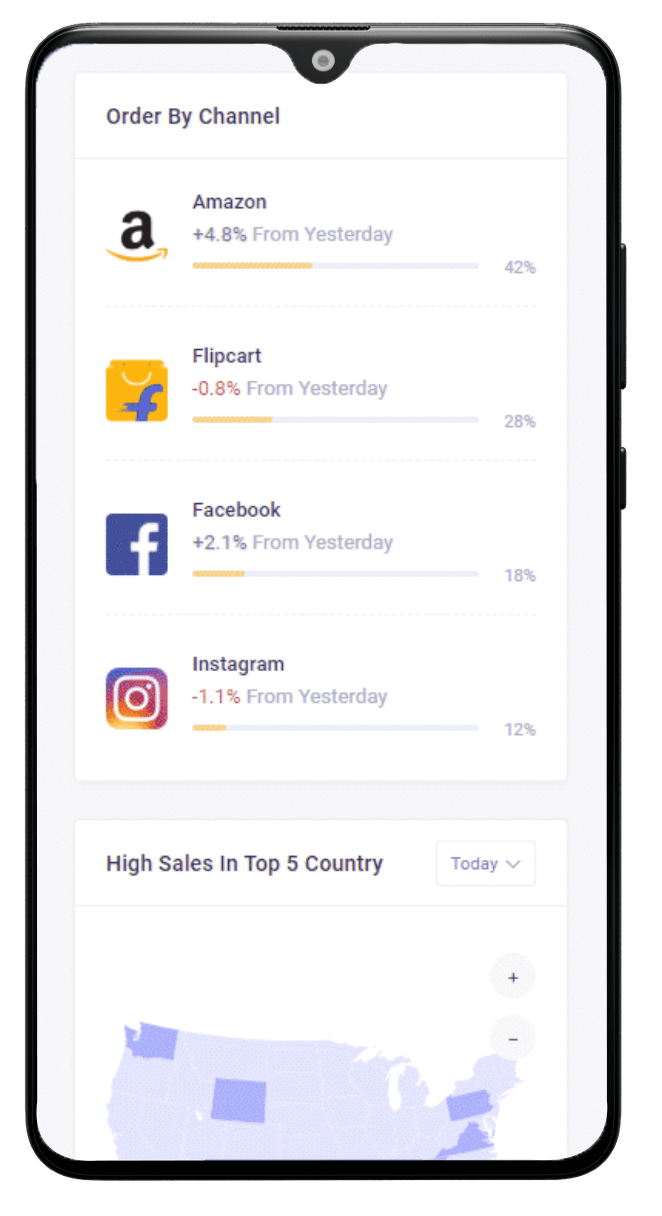 Order By Channel
Amazon
+4.8% From Yesterday
42%
Flipcart
-0.8% From Yesterday
28%
Facebook
+2.1% From Yesterday
18%
Instagram
-1.1% From Yesterday
12%
High Sales In Top 5 Country
Today
+
−